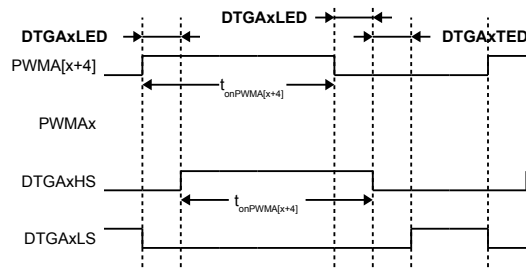 DTGAxLED
DTGAxLED
DTGAxTED
PWMA[x+4]
tonPWMA[x+4]
PWMAx
DTGAxHS
tonPWMA[x+4]
DTGAxLS